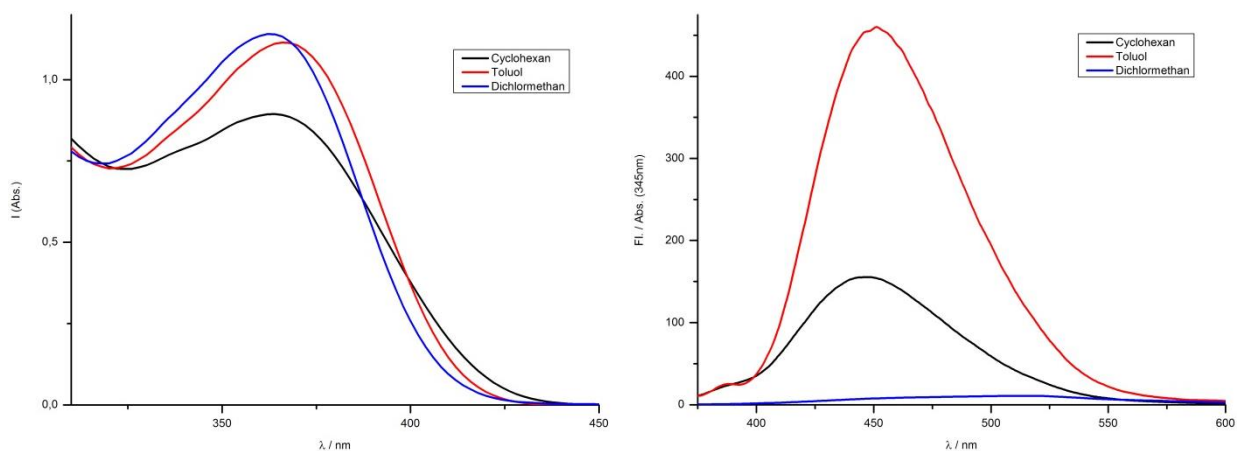 1,0
0,5
0,0
350
400
450
I (Abs.)
λ / nm
Cyclohexan
Toluol
Dichlormethan
400
300
200
100
0
400
450
500
550
600
Fl. / Abs. (345nm)
λ / nm
Cyclohexan
Toluol
Dichlormethan